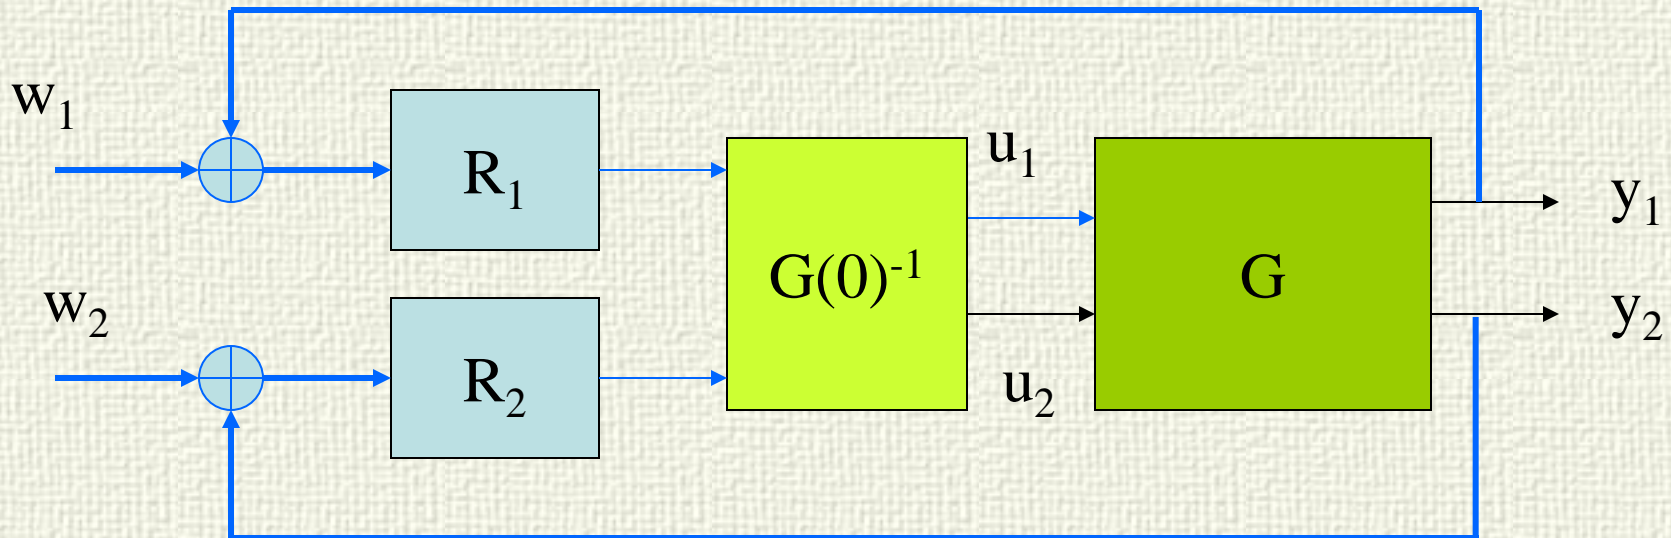 w₁
R₁
u₁
y₁
G(0)⁻¹
G
w₂
R₂
u₂
y₂